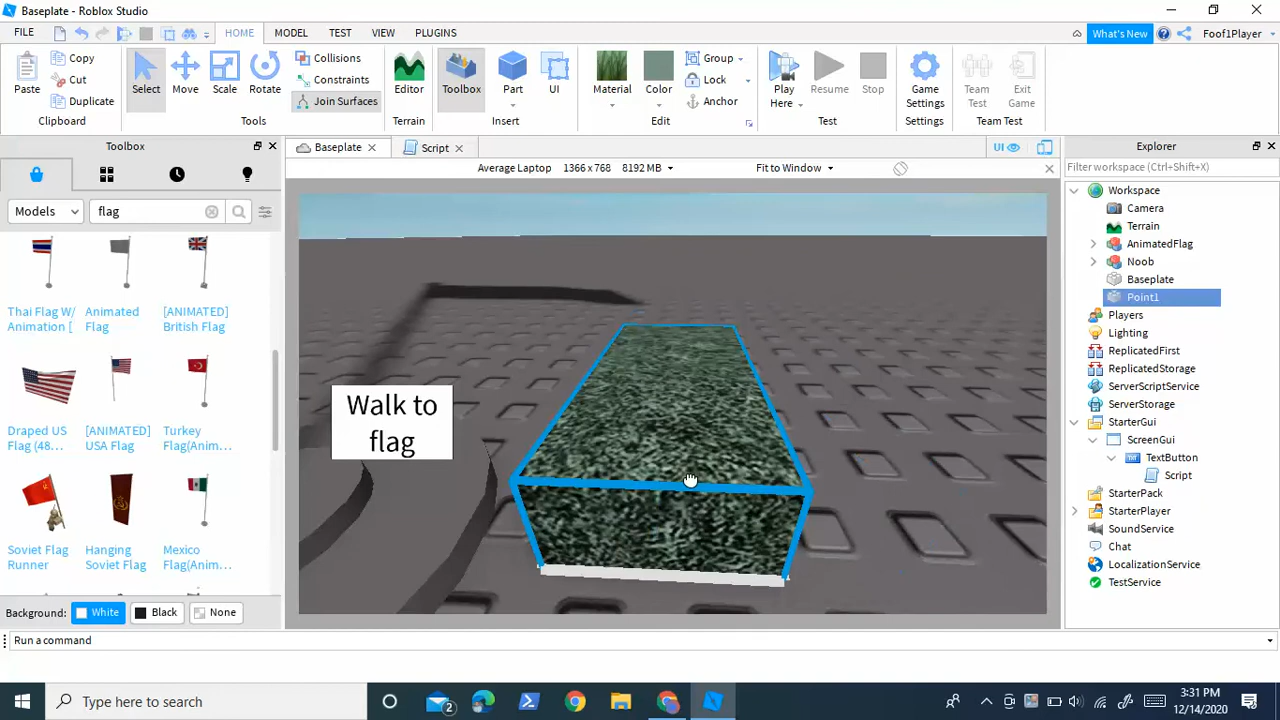 Baseplate - Roblox Studio
FILE HOME MODEL TEST VIEW PLUGINS What's New Foof1Player
Paste Copy Cut Duplicate Clipboard
Select Move Scale Rotate Collisions Constraints Join Surfaces Tools
Editor Terrain
Toolbox Part UI Insert
Material Color Group Lock Anchor Edit
Play Here Resume Stop Test
Game Settings Settings
Team Test Exit Game Team Test
Toolbox
Models flag
Thai Flag W/ Animation [
Animated Flag
[ANIMATED] British Flag
Draped US Flag (48...
[ANIMATED] USA Flag
Turkey Flag(Anim...
Soviet Flag Runner
Hanging Soviet Flag
Mexico Flag(Anim...
Background: White Black None
Baseplate Script UI
Average Laptop 1366 x 768 8192 MB Fit to Window
Walk to
flag
Explorer
Filter workspace (Ctrl+Shift+X)
Workspace
Camera
Terrain
AnimatedFlag
Noob
Baseplate
Point1
Players
Lighting
ReplicatedFirst
ReplicatedStorage
ServerScriptService
ServerStorage
StarterGui
ScreenGui
TextButton
Script
StarterPack
StarterPlayer
SoundService
Chat
LocalizationService
TestService
Run a command
Type here to search
2
3:31 PM
12/14/2020